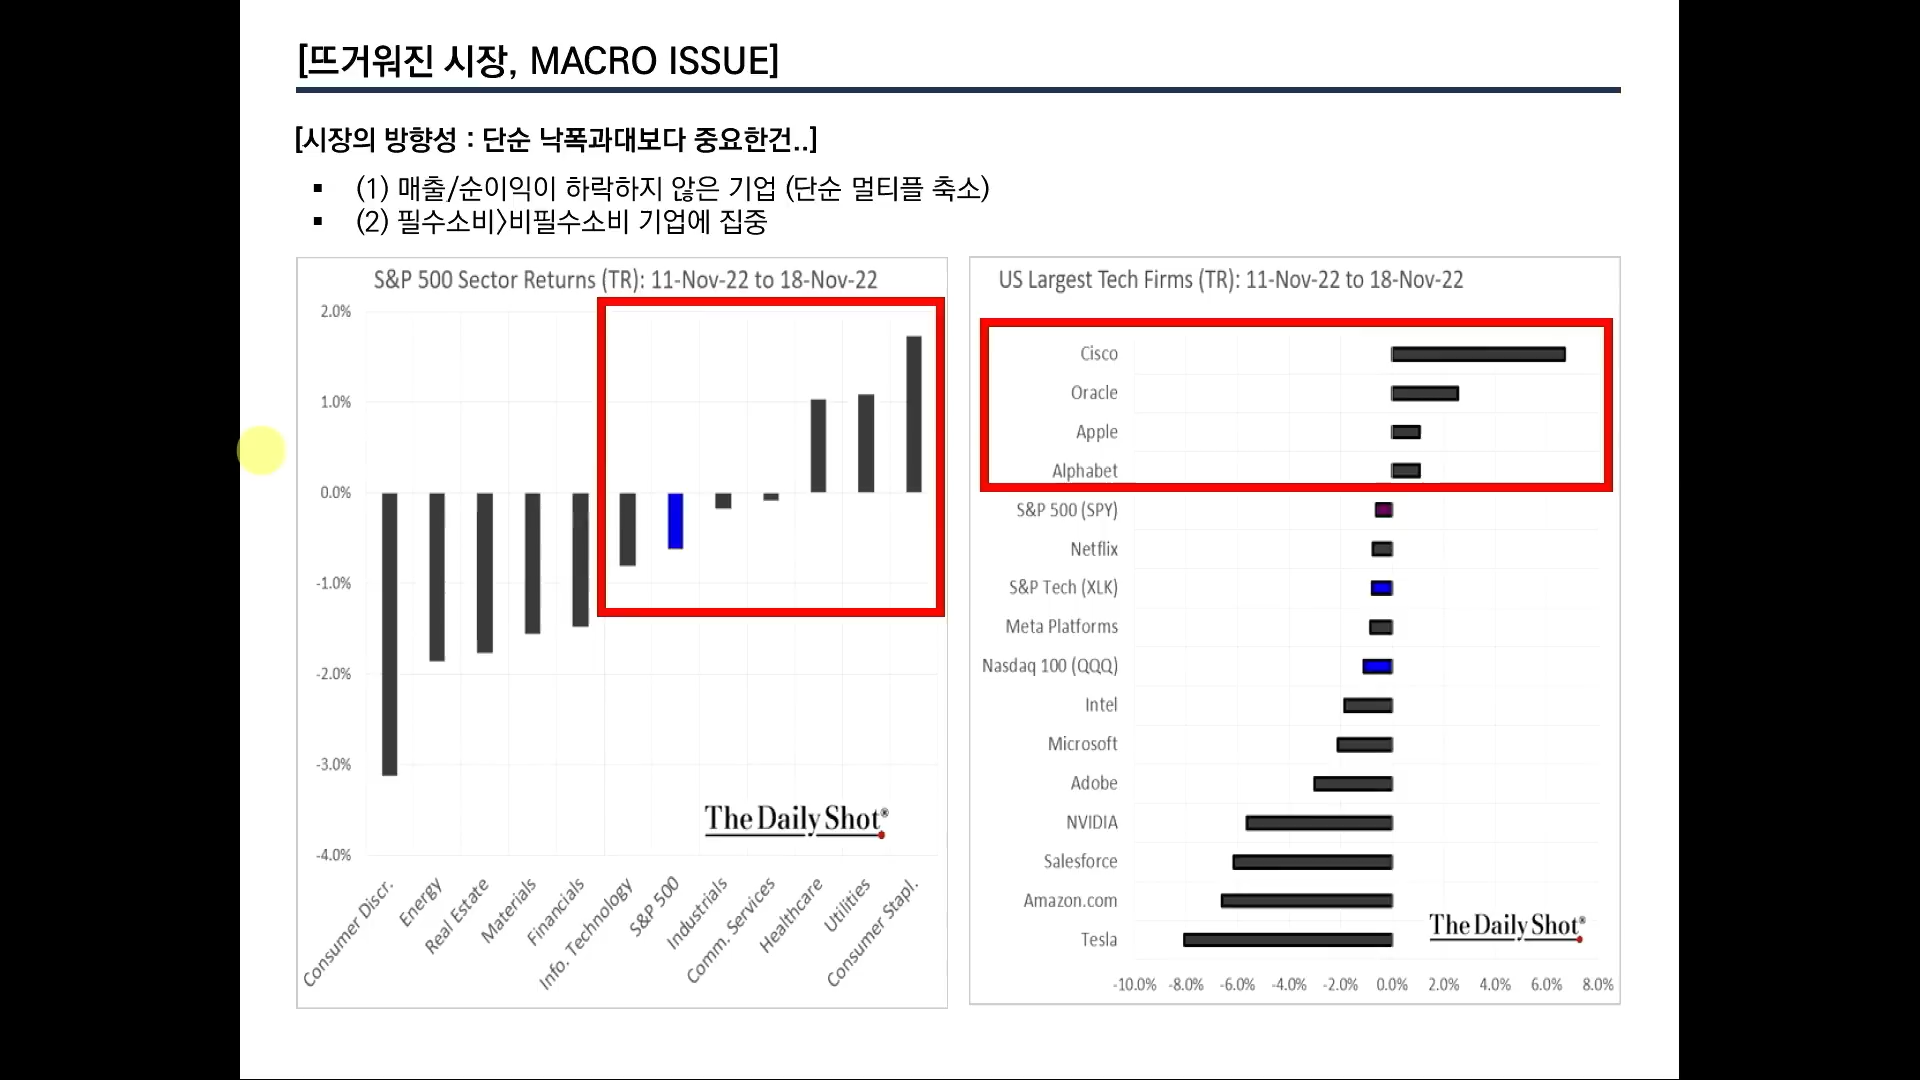 [뜨거워진 시장, MACRO ISSUE]
[시장의 방향성 : 단순 낙폭과대보다 중요한건..]
▪ (1) 매출/순이익이 하락하지 않은 기업 (단순 멀티플 축소)
▪ (2) 필수소비>비필수소비 기업에 집중
S&P 500 Sector Returns (TR): 11-Nov-22 to 18-Nov-22
2.0%
1.0%
0.0%
-1.0%
-2.0%
-3.0%
-4.0%
The Daily Shot®
Consumer Discr.
Energy
Real Estate
Materials
Financials
Info. Technology
S&P 500
Industrials
Comm. Services
Healthcare
Utilities
Consumer Stapl.
US Largest Tech Firms (TR): 11-Nov-22 to 18-Nov-22
Cisco
Oracle
Apple
Alphabet
S&P 500 (SPY)
Netflix
S&P Tech (XLK)
Meta Platforms
Nasdaq 100 (QQQ)
Intel
Microsoft
Adobe
NVIDIA
Salesforce
Amazon.com
Tesla
The Daily Shot®
-10.0% -8.0% -6.0% -4.0% -2.0% 0.0% 2.0% 4.0% 6.0% 8.0%